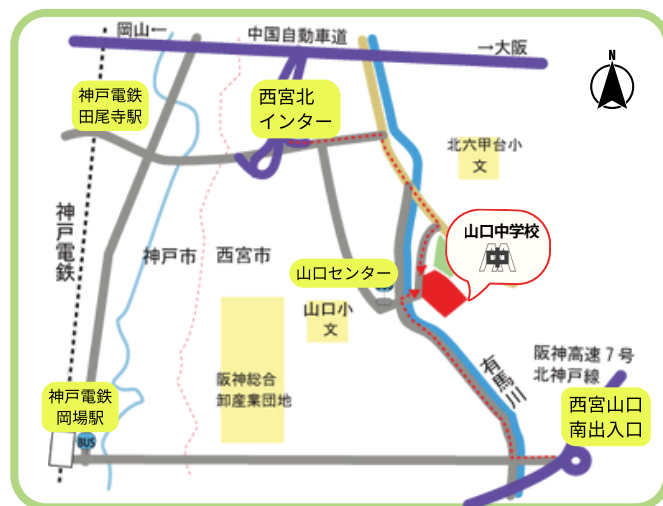 岡山←
中国自動車道
→大阪
N
神戸電鉄
田尾寺駅
西宮北
インター
北六甲台小
文
神戸電鉄
神戸市
西宮市
山口中学校
中
山口センター
山口小
文
阪神総合
卸産業団地
有馬川
阪神高速7号
北神戸線
神戸電鉄
岡場駅
BUS
西宮山口
南出入口